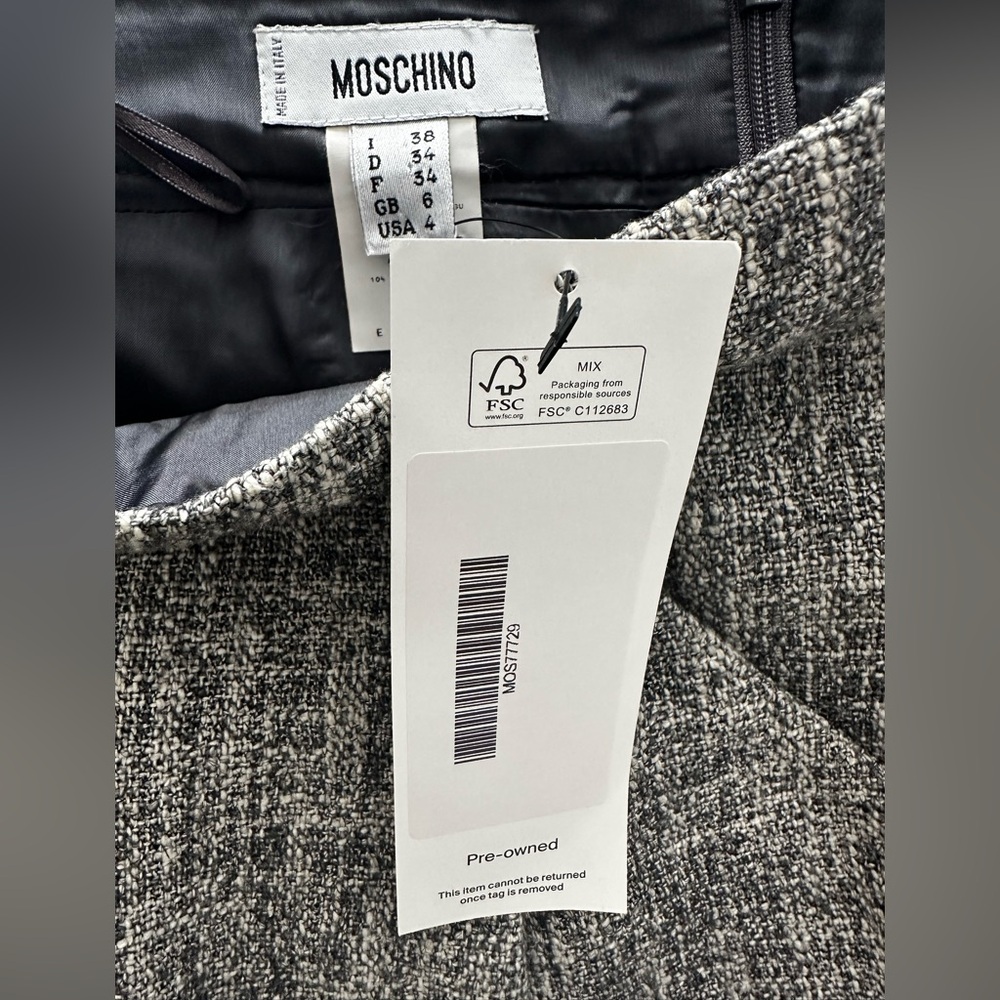 MADE IN ITALY
MOSCHINO
I 38
D 34
F 34
GB 6
USA 4
104
E
MIX
Packaging from
responsible sources
FSC® C112683
®
FSC
www.fsc.org
MOS77729
Pre-owned
This item cannot be returned
once tag is removed